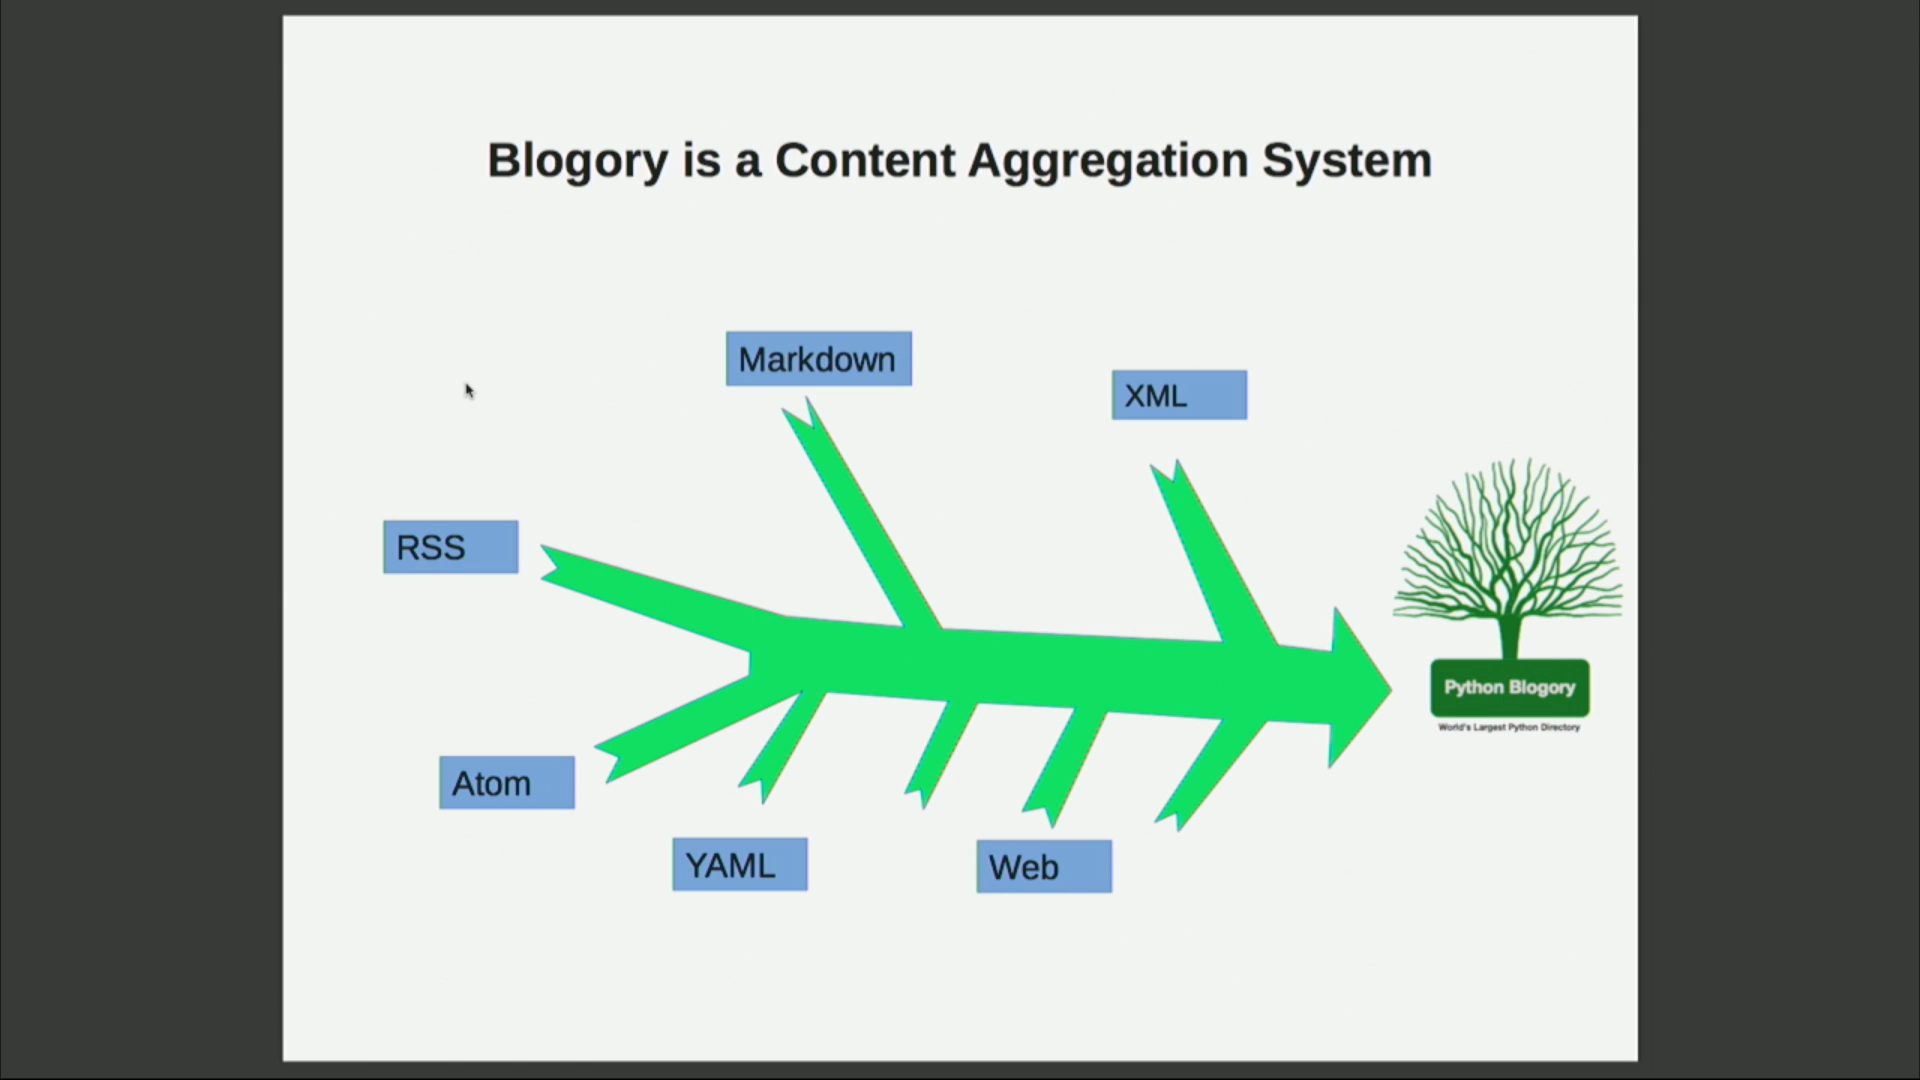 Blogory is a Content Aggregation System
Markdown
XML
RSS
Python Blogory
World's Largest Python Directory
Atom
YAML
Web